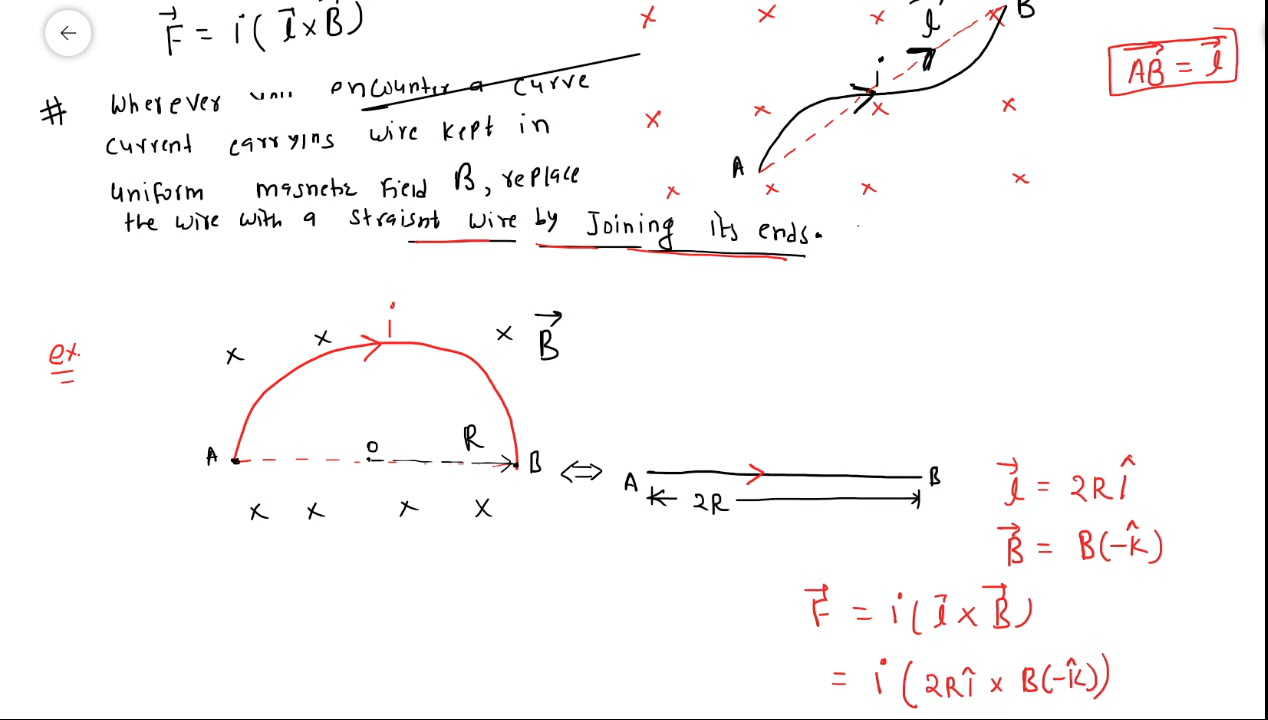 F⃗ = i( l⃗ × B⃗ )
l⃗
B
i
A
A⃗B⃗ = l⃗
# Wherever you encounter a curve
current carrying wire kept in
uniform magnetic Field B, replace
the wire with a straight wire by Joining its ends.
ex.
i
B⃗
A
O
R
B
⇔
A
B
2R
l⃗ = 2R î
B⃗ = B(-k̂)
F⃗ = i( l⃗ × B⃗ )
= i ( 2R î × B(-k̂))